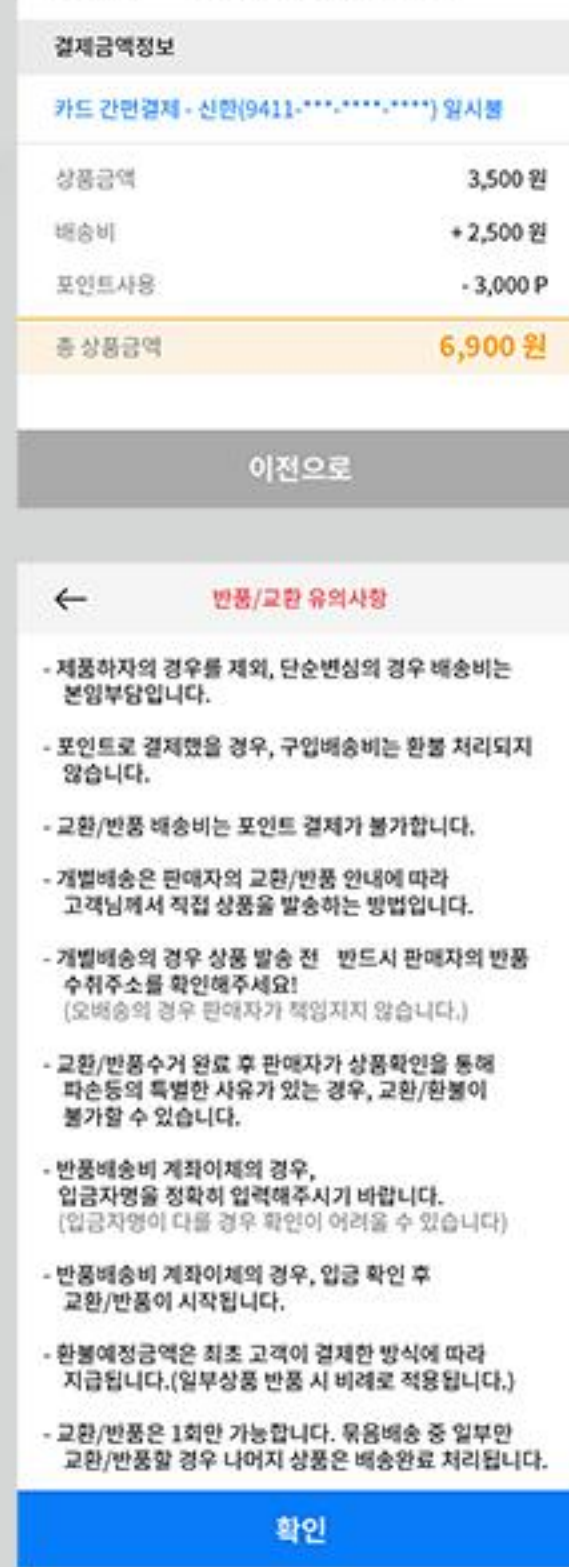 결제금액정보
카드 간편결제 - 신한(9411-***-****-****) 일시불
상품금액 3,500 원
배송비 + 2,500 원
포인트사용 - 3,000 P
총 상품금액 6,900 원
이전으로
← 반품/교환 유의사항
- 제품하자의 경우를 제외, 단순변심의 경우 배송비는
본임부담입니다.
- 포인트로 결제했을 경우, 구입배송비는 환불 처리되지
않습니다.
- 교환/반품 배송비는 포인트 결제가 불가합니다.
- 개별배송은 판매자의 교환/반품 안내에 따라
고객님께서 직접 상품을 발송하는 방법입니다.
- 개별배송의 경우 상품 발송 전 반드시 판매자의 반품
수취주소를 확인해주세요!
(오배송의 경우 판매자가 책임지지 않습니다.)
- 교환/반품수거 완료 후 판매자가 상품확인을 통해
파손등의 특별한 사유가 있는 경우, 교환/환불이
불가할 수 있습니다.
- 반품배송비 계좌이체의 경우,
입금자명을 정확히 입력해주시기 바랍니다.
(입금자명이 다를 경우 확인이 어려울 수 있습니다)
- 반품배송비 계좌이체의 경우, 입금 확인 후
교환/반품이 시작됩니다.
- 환불예정금액은 최초 고객이 결제한 방식에 따라
지급됩니다.(일부상품 반품 시 비례로 적용됩니다.)
- 교환/반품은 1회만 가능합니다. 묶음배송 중 일부만
교환/반품할 경우 나머지 상품은 배송완료 처리됩니다.
확인